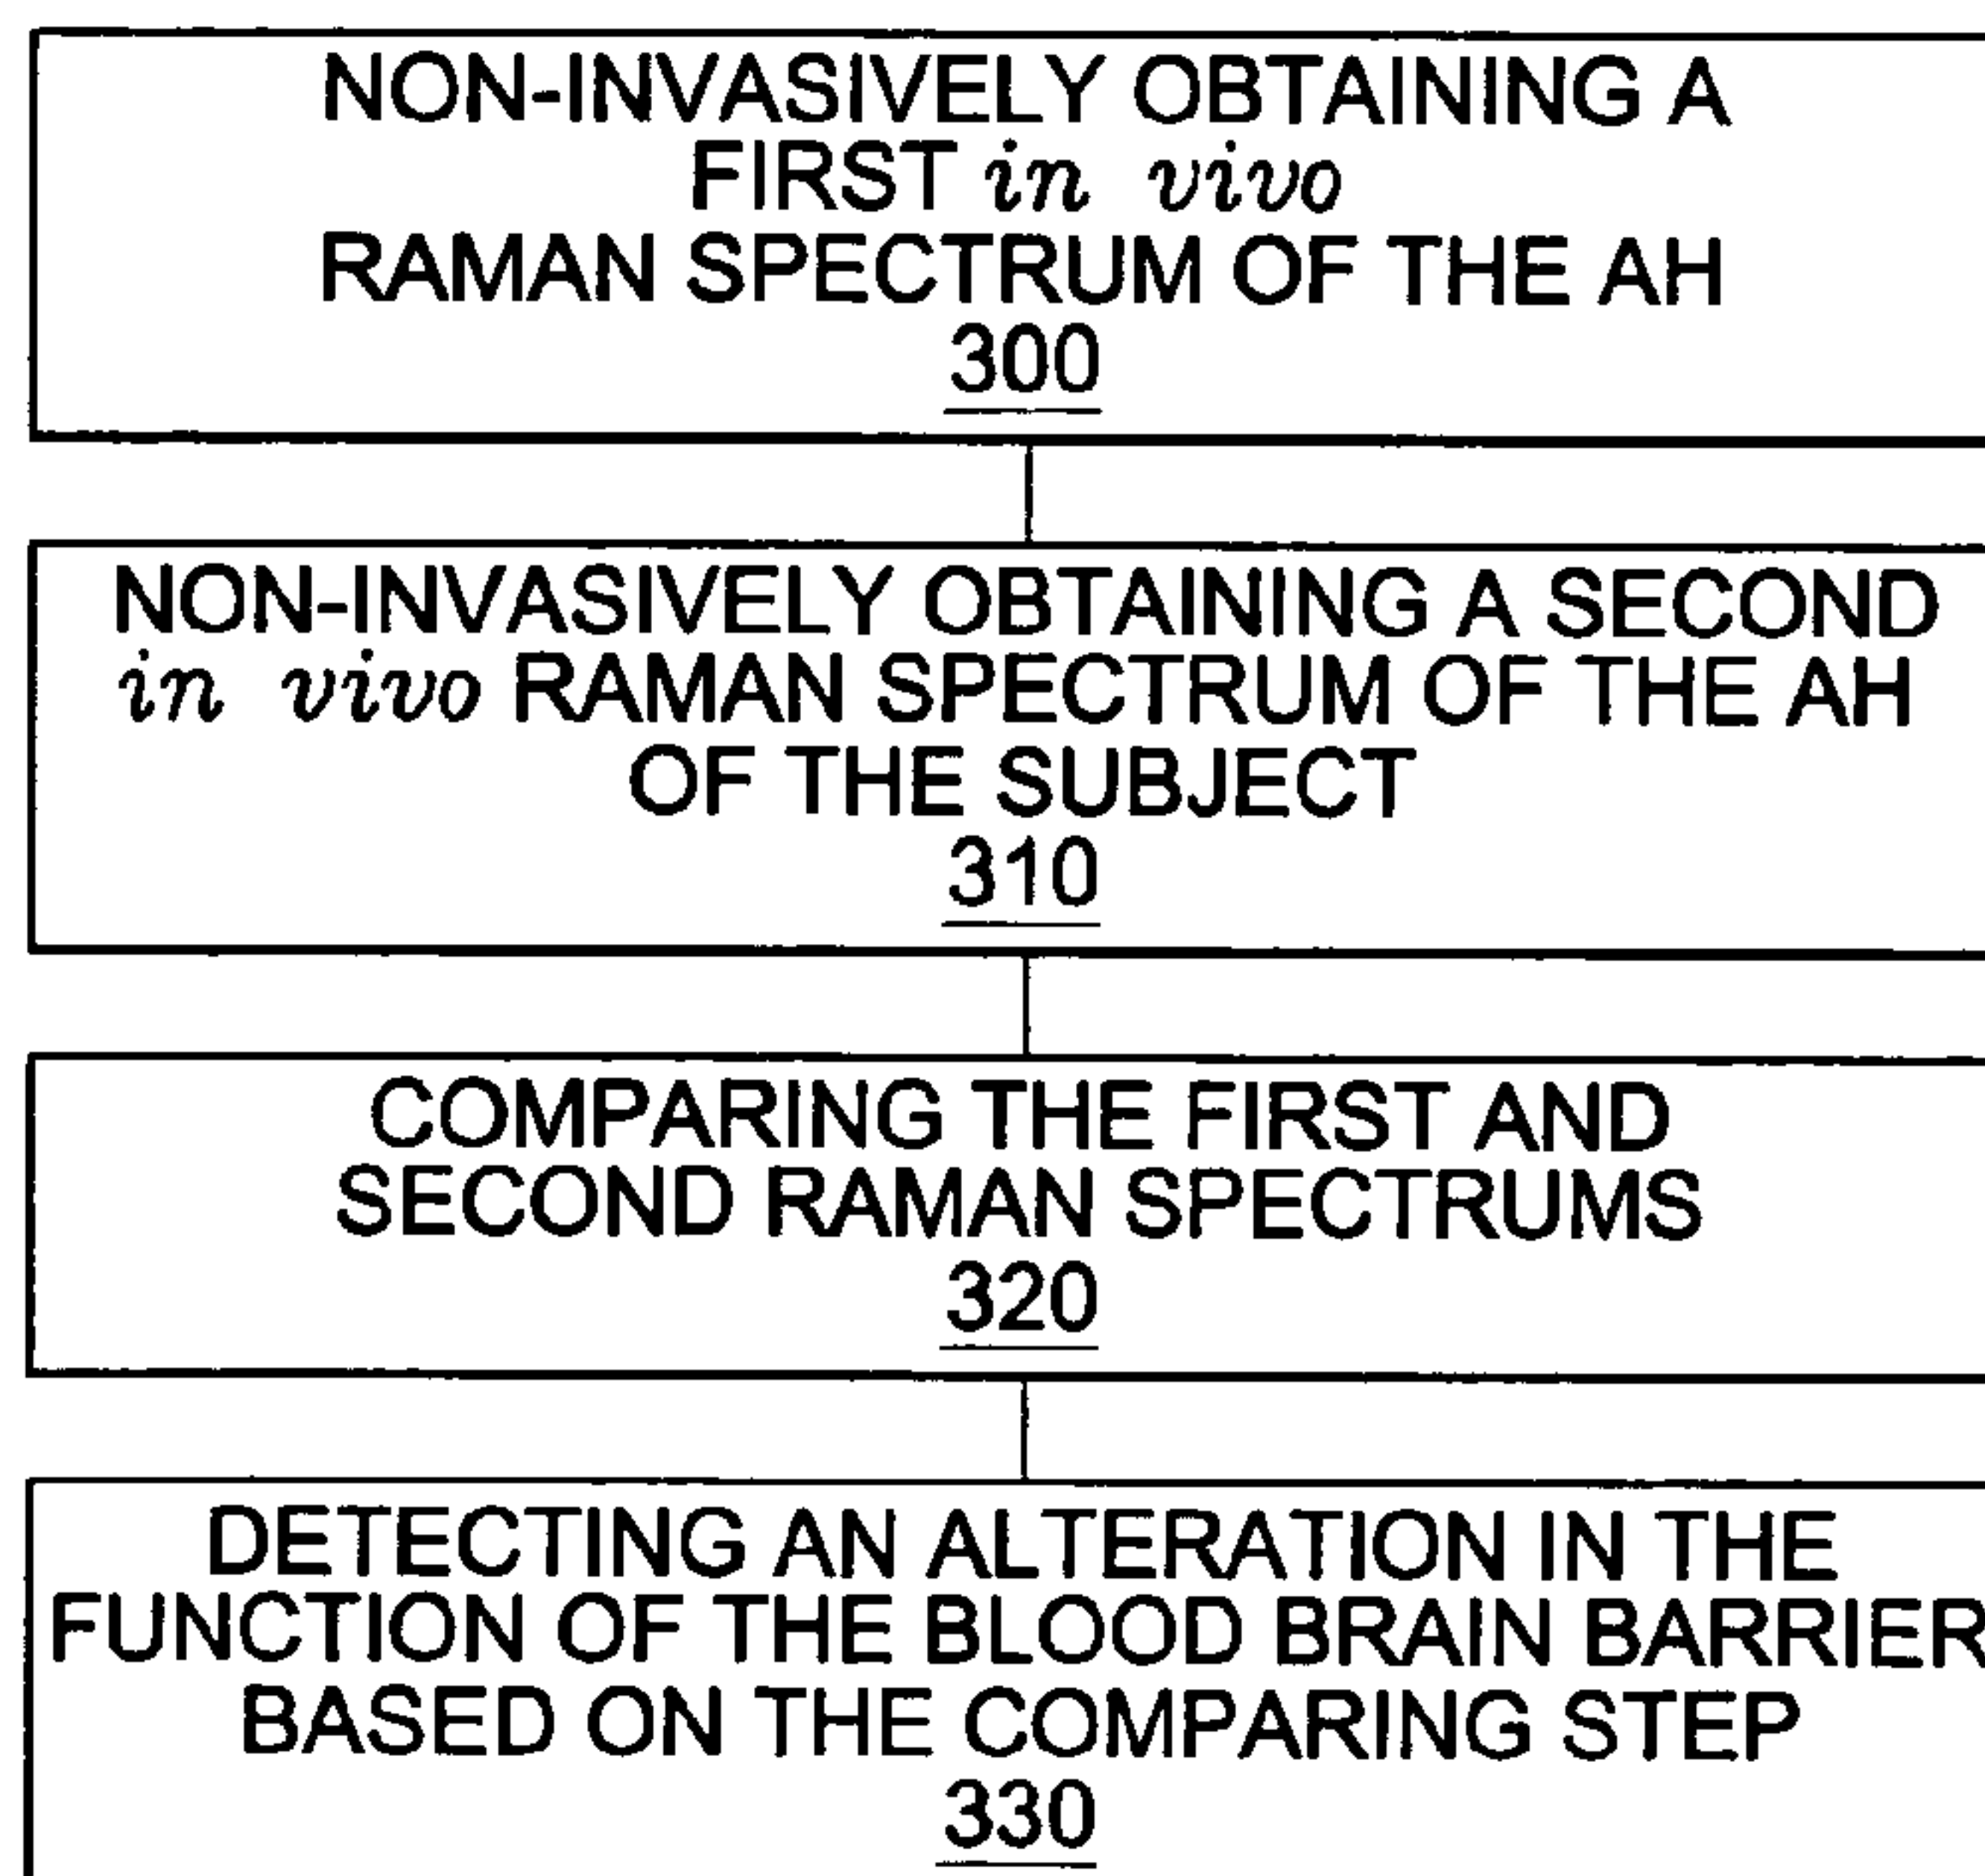 NON-INVASIVELY OBTAINING A
FIRST in vivo
RAMAN SPECTRUM OF THE AH
300
NON-INVASIVELY OBTAINING A SECOND
in vivo RAMAN SPECTRUM OF THE AH
OF THE SUBJECT
310
COMPARING THE FIRST AND
SECOND RAMAN SPECTRUMS
320
DETECTING AN ALTERATION IN THE
FUNCTION OF THE BLOOD BRAIN BARRIER
BASED ON THE COMPARING STEP
330